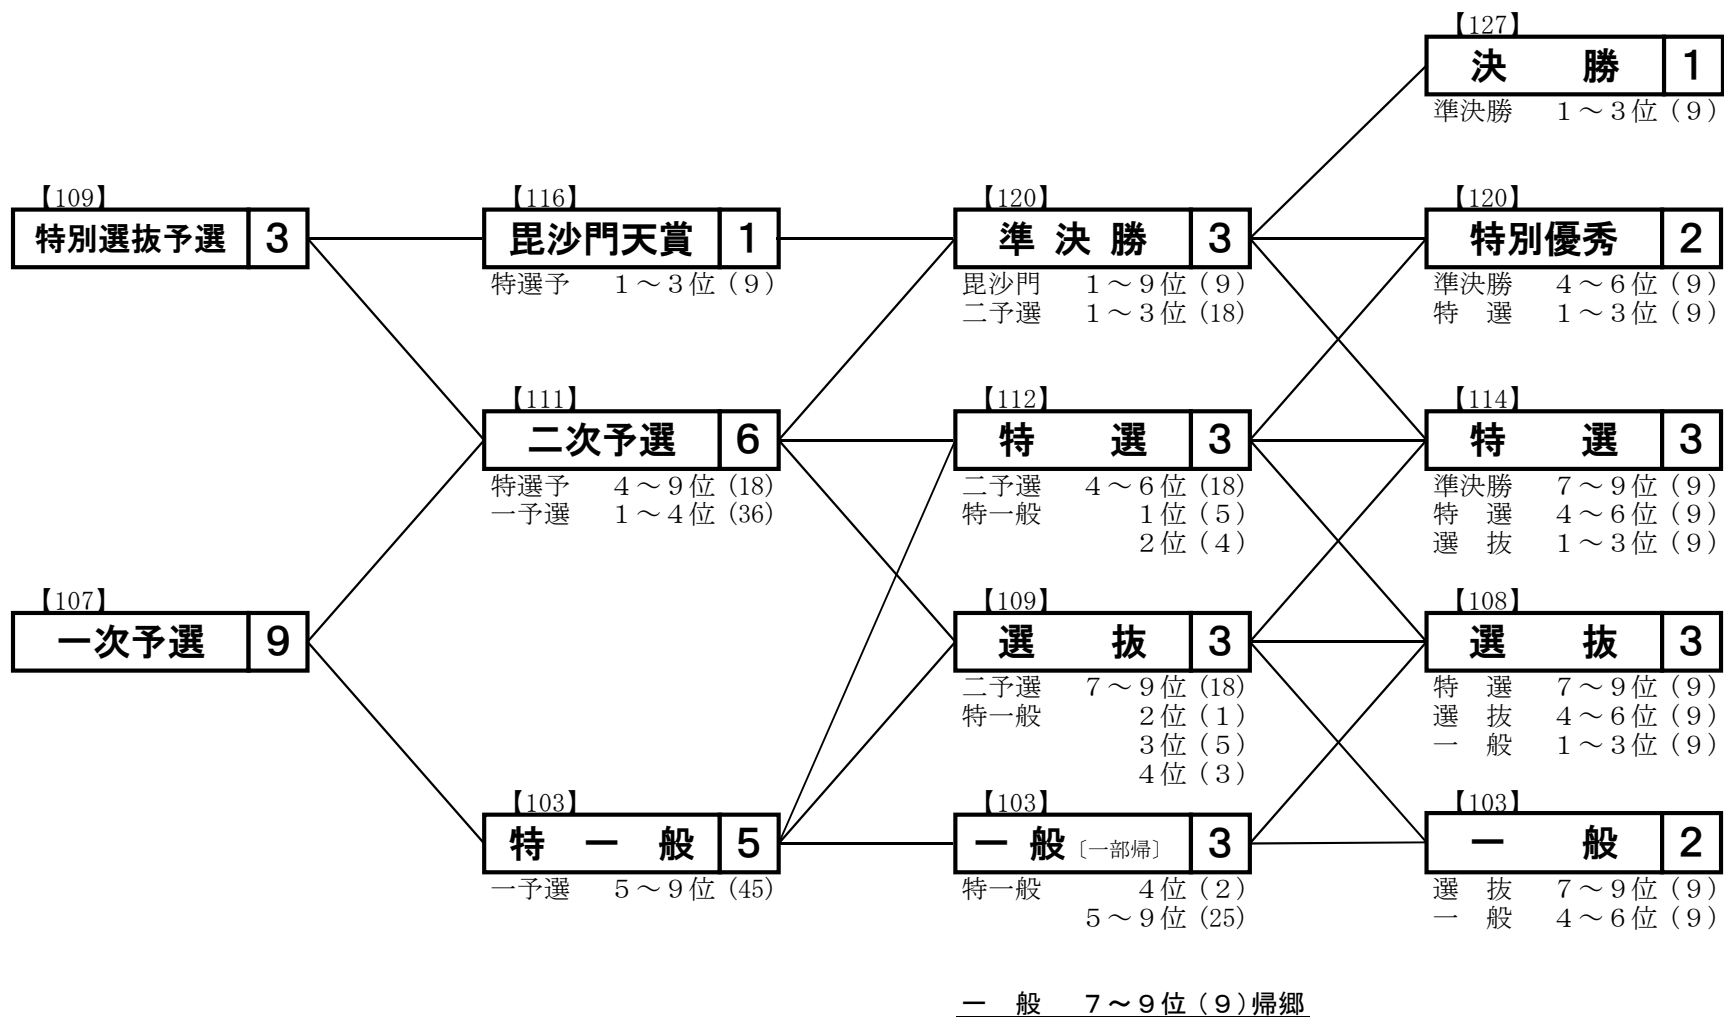 【109】
特別選抜予選 3
【107】
一次予選 9
【116】
毘沙門天賞 1
特選予 1～3位(9)
【111】
二次予選 6
特選予 4～9位(18)
一予選 1～4位(36)
【103】
特一般 5
一予選 5～9位(45)
【120】
準決勝 3
毘沙門 1～9位(9)
二予選 1～3位(18)
【112】
特選 3
二予選 4～6位(18)
特一般 1位(5)
2位(4)
【109】
選抜 3
二予選 7～9位(18)
特一般 2位(1)
3位(5)
4位(3)
【103】
一般〔一部帰〕 3
特一般 4位(2)
5～9位(25)
一般 7～9位(9)帰郷
【127】
決勝 1
準決勝 1～3位(9)
【120】
特別優秀 2
準決勝 4～6位(9)
特選 1～3位(9)
【114】
特選 3
準決勝 7～9位(9)
特選 4～6位(9)
選抜 1～3位(9)
【108】
選抜 3
特選 7～9位(9)
選抜 4～6位(9)
一般 1～3位(9)
【103】
一般 2
選抜 7～9位(9)
一般 4～6位(9)